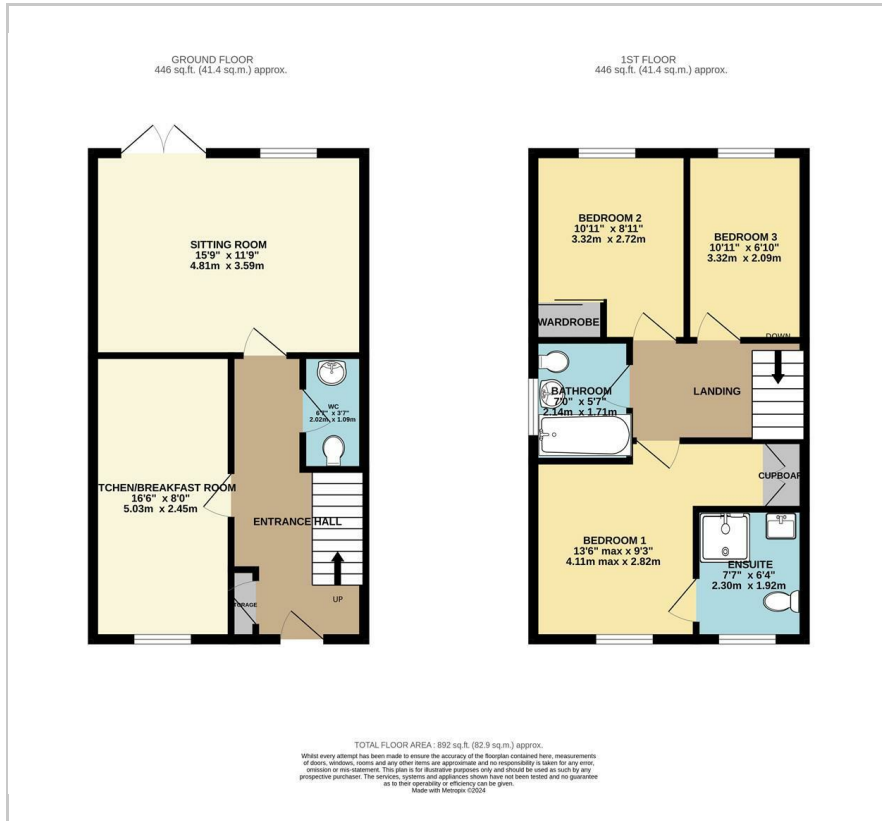 GROUND FLOOR
446 sq.ft. (41.4 sq.m.) approx.
SITTING ROOM
15'9" x 11'9"
4.81m x 3.59m
WC
6'7" x 3'7"
2.02m x 1.09m
TCHEN/BREAKFAST ROOM
16'6" x 8'0"
5.03m x 2.45m
ENTRANCE HALL
TORAGE
UP
1ST FLOOR
446 sq.ft. (41.4 sq.m.) approx.
BEDROOM 2
10'11" x 8'11"
3.32m x 2.72m
BEDROOM 3
10'11" x 6'10"
3.32m x 2.09m
WARDROBE
DOWN
BATHROOM
7'0" x 5'7"
2.14m x 1.71m
LANDING
CUPBOAR
BEDROOM 1
13'6" max x 9'3"
4.11m max x 2.82m
ENSUITE
7'7" x 6'4"
2.30m x 1.92m
TOTAL FLOOR AREA : 892 sq.ft. (82.9 sq.m.) approx.
Whilst every attempt has been made to ensure the accuracy of the floorplan contained here, measurements
of doors, windows, rooms and any other items are approximate and no responsibility is taken for any error,
omission or mis-statement. This plan is for illustrative purposes only and should be used as such by any
prospective purchaser. The services, systems and appliances shown have not been tested and no guarantee
as to their operability or efficiency can be given.
Made with Metropix ©2024